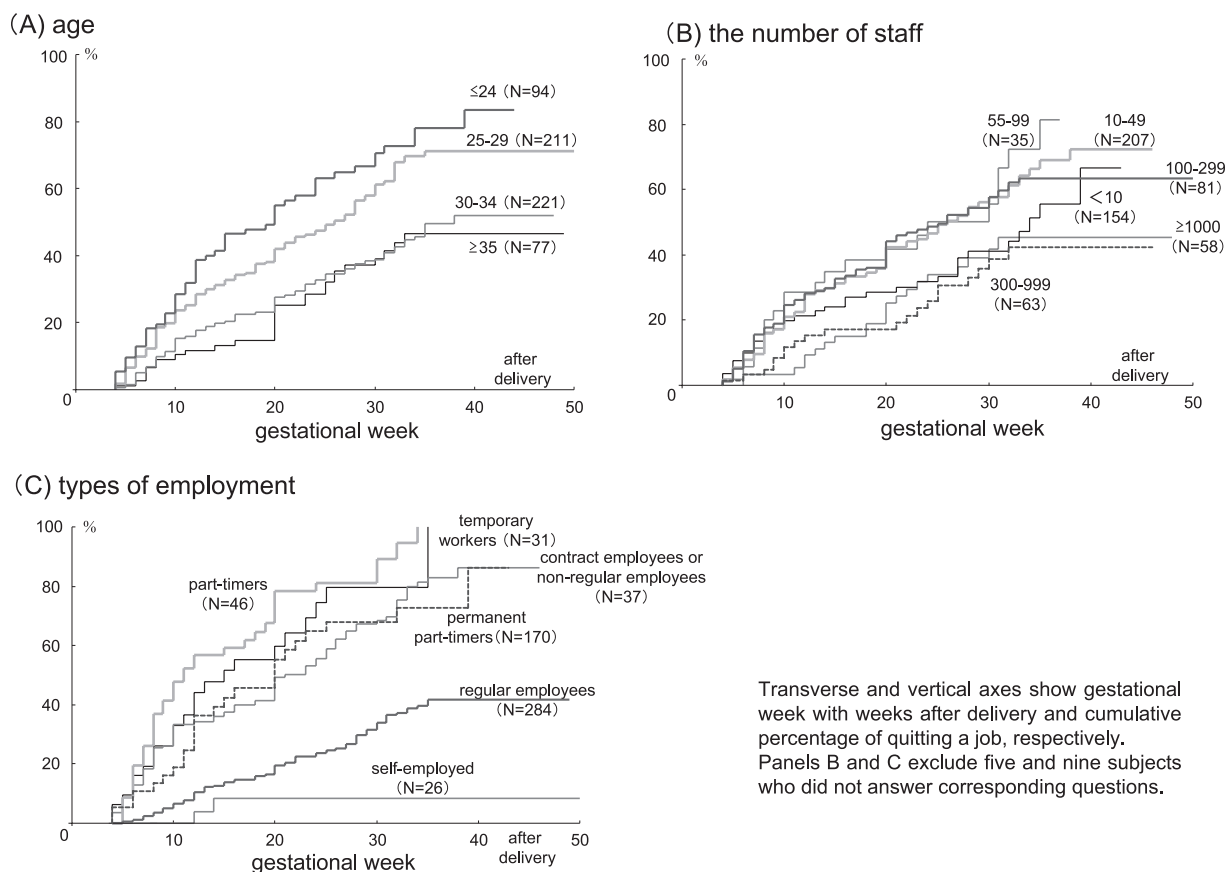 (A) age
100
%
80
60
40
20
0
10
20
30
40
50
≤24（N=94）
25-29（N=211）
30-34（N=221）
≥35（N=77）
after
delivery
gestational week
（B) the number of staff
100
%
80
60
40
20
0
10
20
30
40
50
55-99
(N=35）
10-49
(N=207）
100-299
(N=81）
＜10
(N=154）
≥1000
(N=58）
300-999
(N=63）
after
delivery
gestational week
（C) types of employment
100
%
80
60
40
20
0
10
20
30
40
50
part-timers
(N=46）
temporary
workers (N=31）
contract employees or
non-regular employees
(N=37）
permanent
part-timers（N=170）
regular employees
(N=284）
self-employed
(N=26）
after
delivery
gestational week
Transverse and vertical axes show gestational
week with weeks after delivery and cumulative
percentage of quitting a job, respectively.
Panels B and C exclude five and nine subjects
who did not answer corresponding questions.